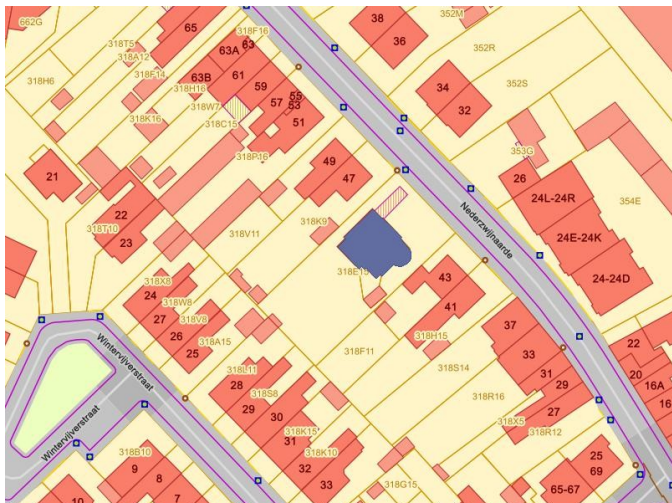 662G
65
318F16
38
352M
318T5
63A
63
36
352R
318A12
318H6
318F14
63B
61
59
318H16
352S
34
318W7
57
55
53
32
318K16
318C15
51
318P16
353G
21
49
47
26
24L-24R
354E
22
318T10
23
318K9
318V11
Nederzwijnaarde
24E-24K
43
24-24D
318X8
24
318W8
41
27
318V8
37
26
318H15
22
25
318A15
318F11
33
Wintervijverstraat
318L11
318S14
31
20
28
318S8
29
16A
29
30
318R16
16
Wintervijverstraat
318K15
318X5
27
31
318K10
318R12
318B10
32
9
8
318G15
25
69
33
65-67
10
7